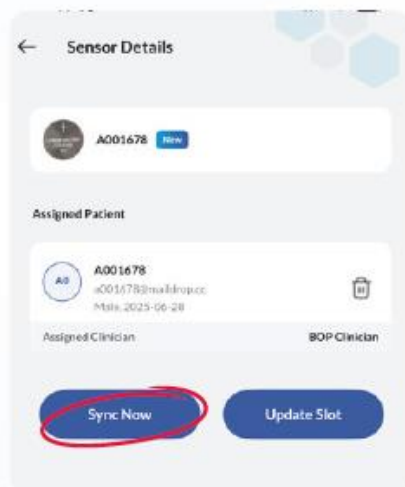 Sensor Details
A001678 New
Assigned Patient
A0
A001678
a001678@maildrop.cc
Male, 2025-06-28
Assigned Clinician BOP Clinician
Sync Now Update Slot